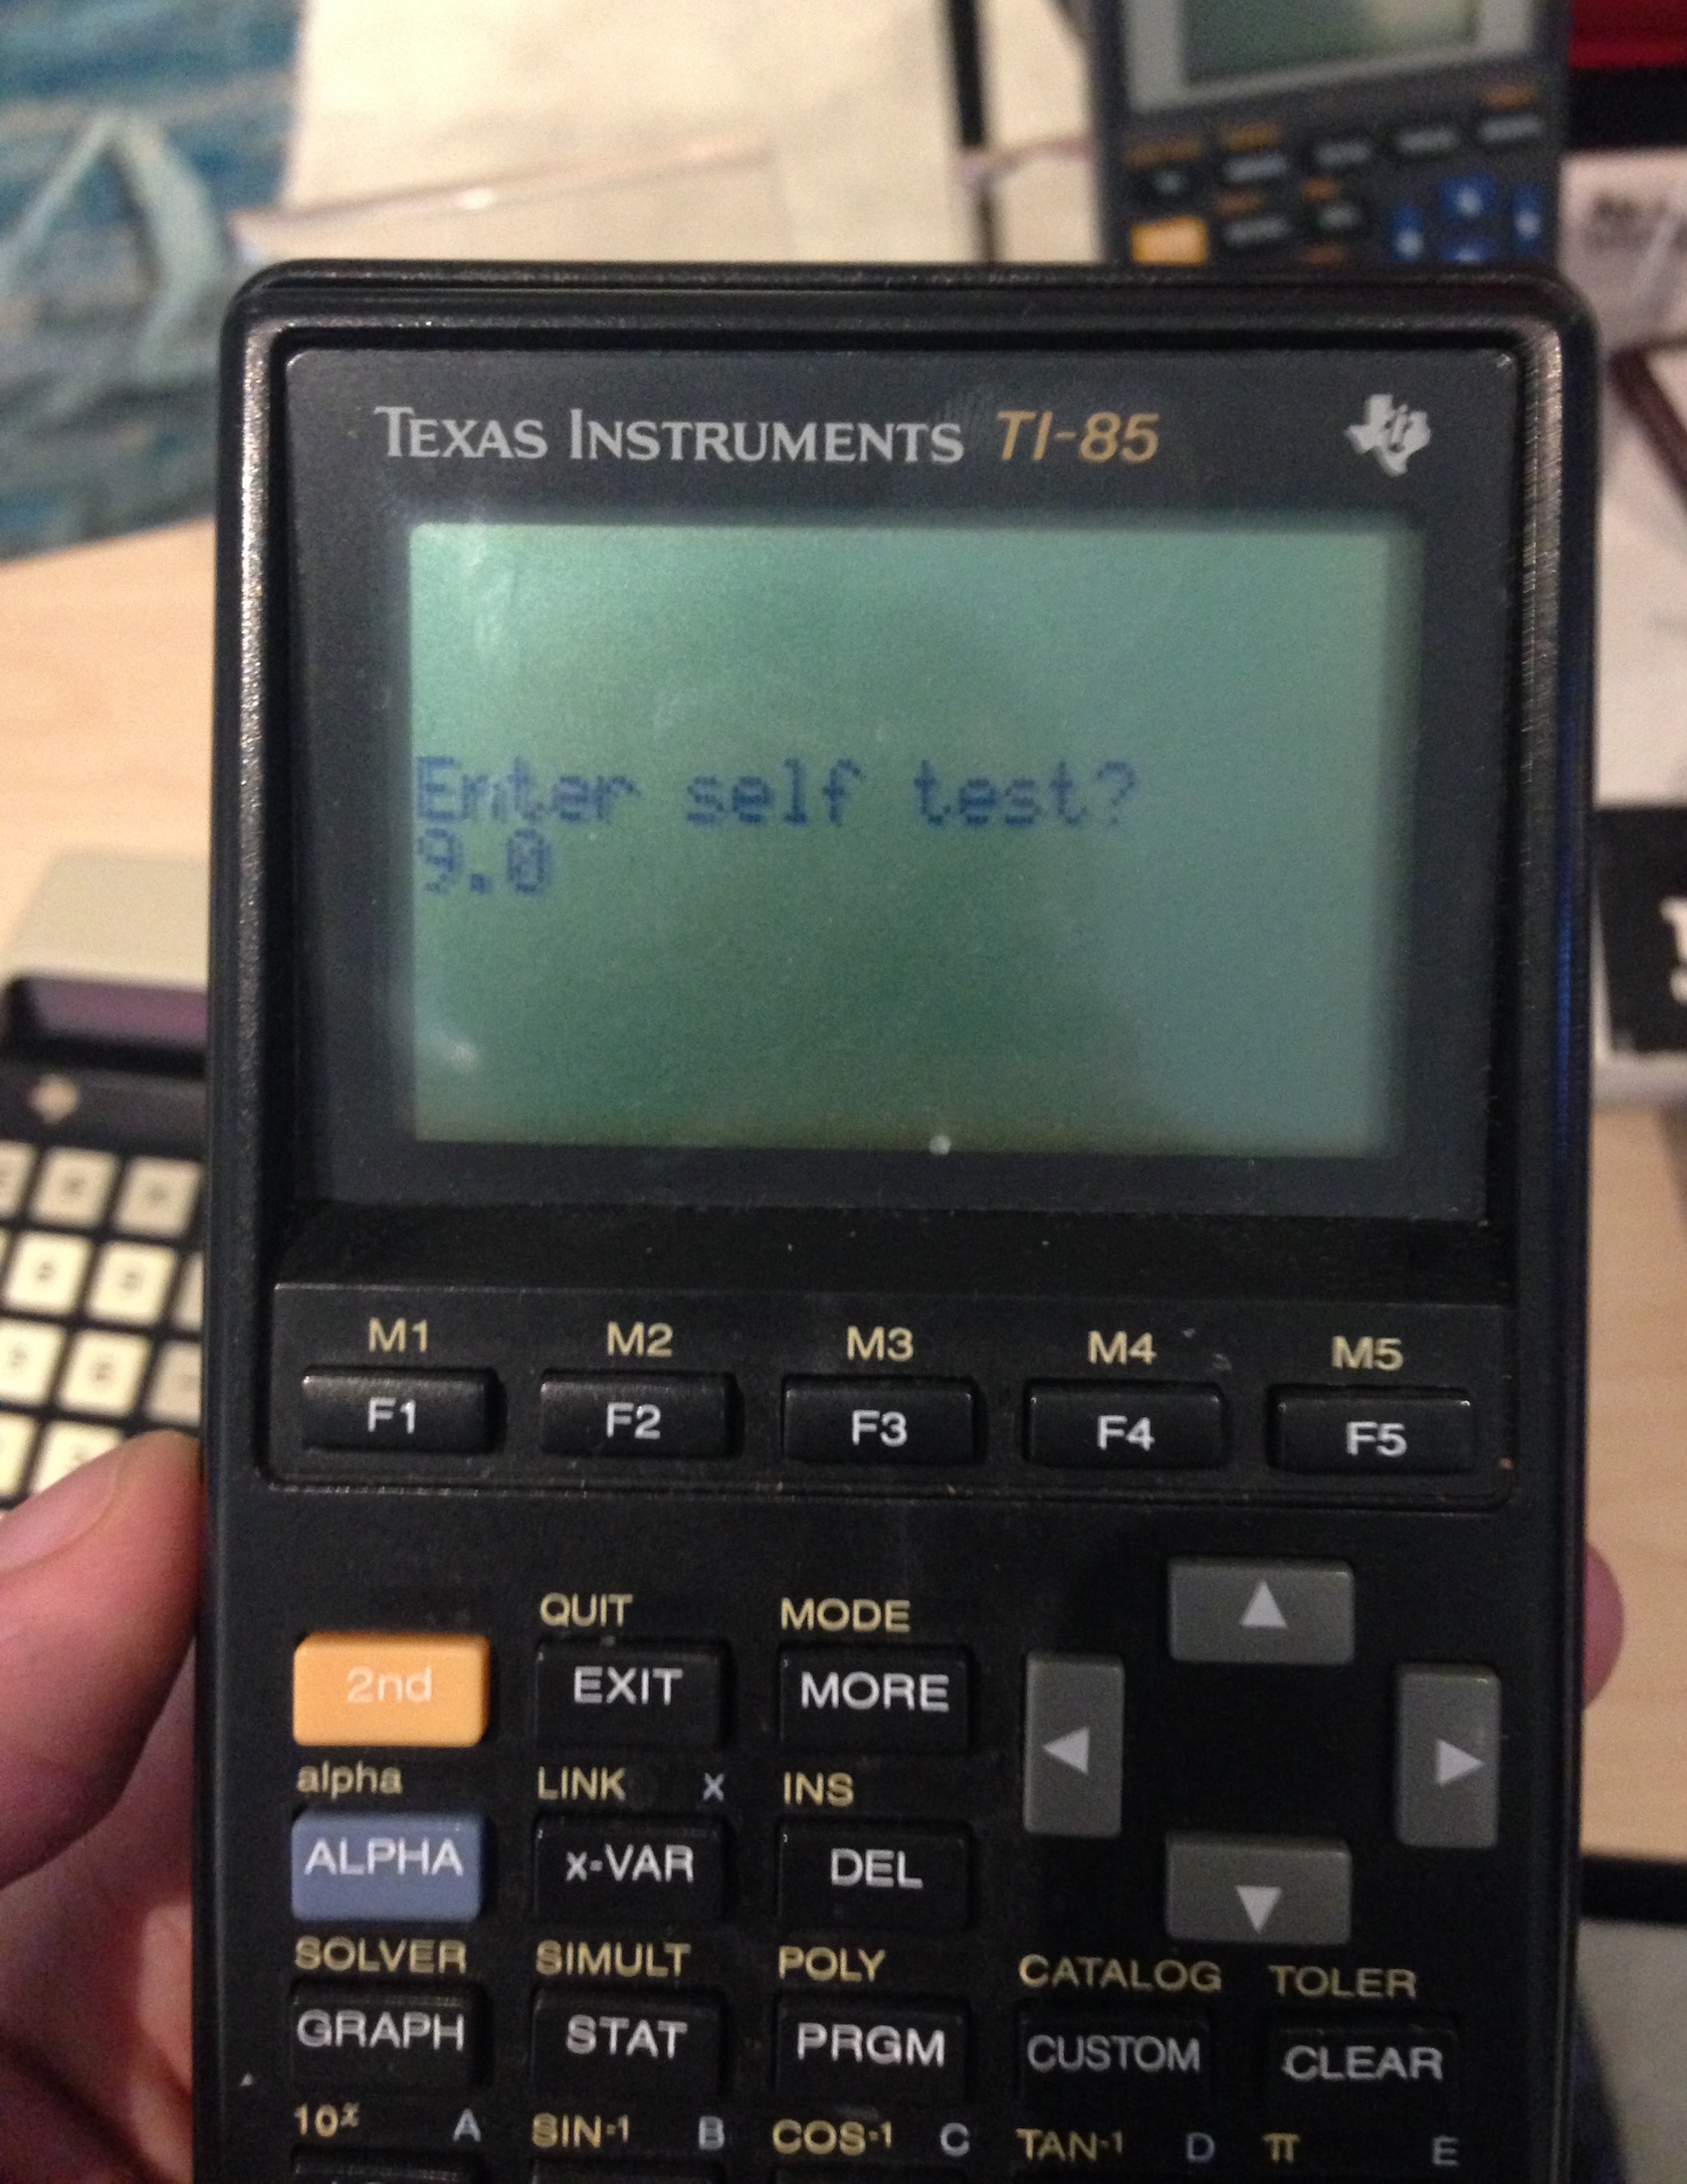 TEXAS INSTRUMENTS TI-85
Enter self test?
9.0
M1 M2 M3 M4 M5
F1 F2 F3 F4 F5
QUIT MODE
2nd EXIT MORE
alpha LINK X INS
ALPHA x-VAR DEL
SOLVER SIMULT POLY CATALOG TOLER
GRAPH STAT PRGM CUSTOM CLEAR
10ˣ A SIN⁻¹ B COS⁻¹ C TAN⁻¹ D π E